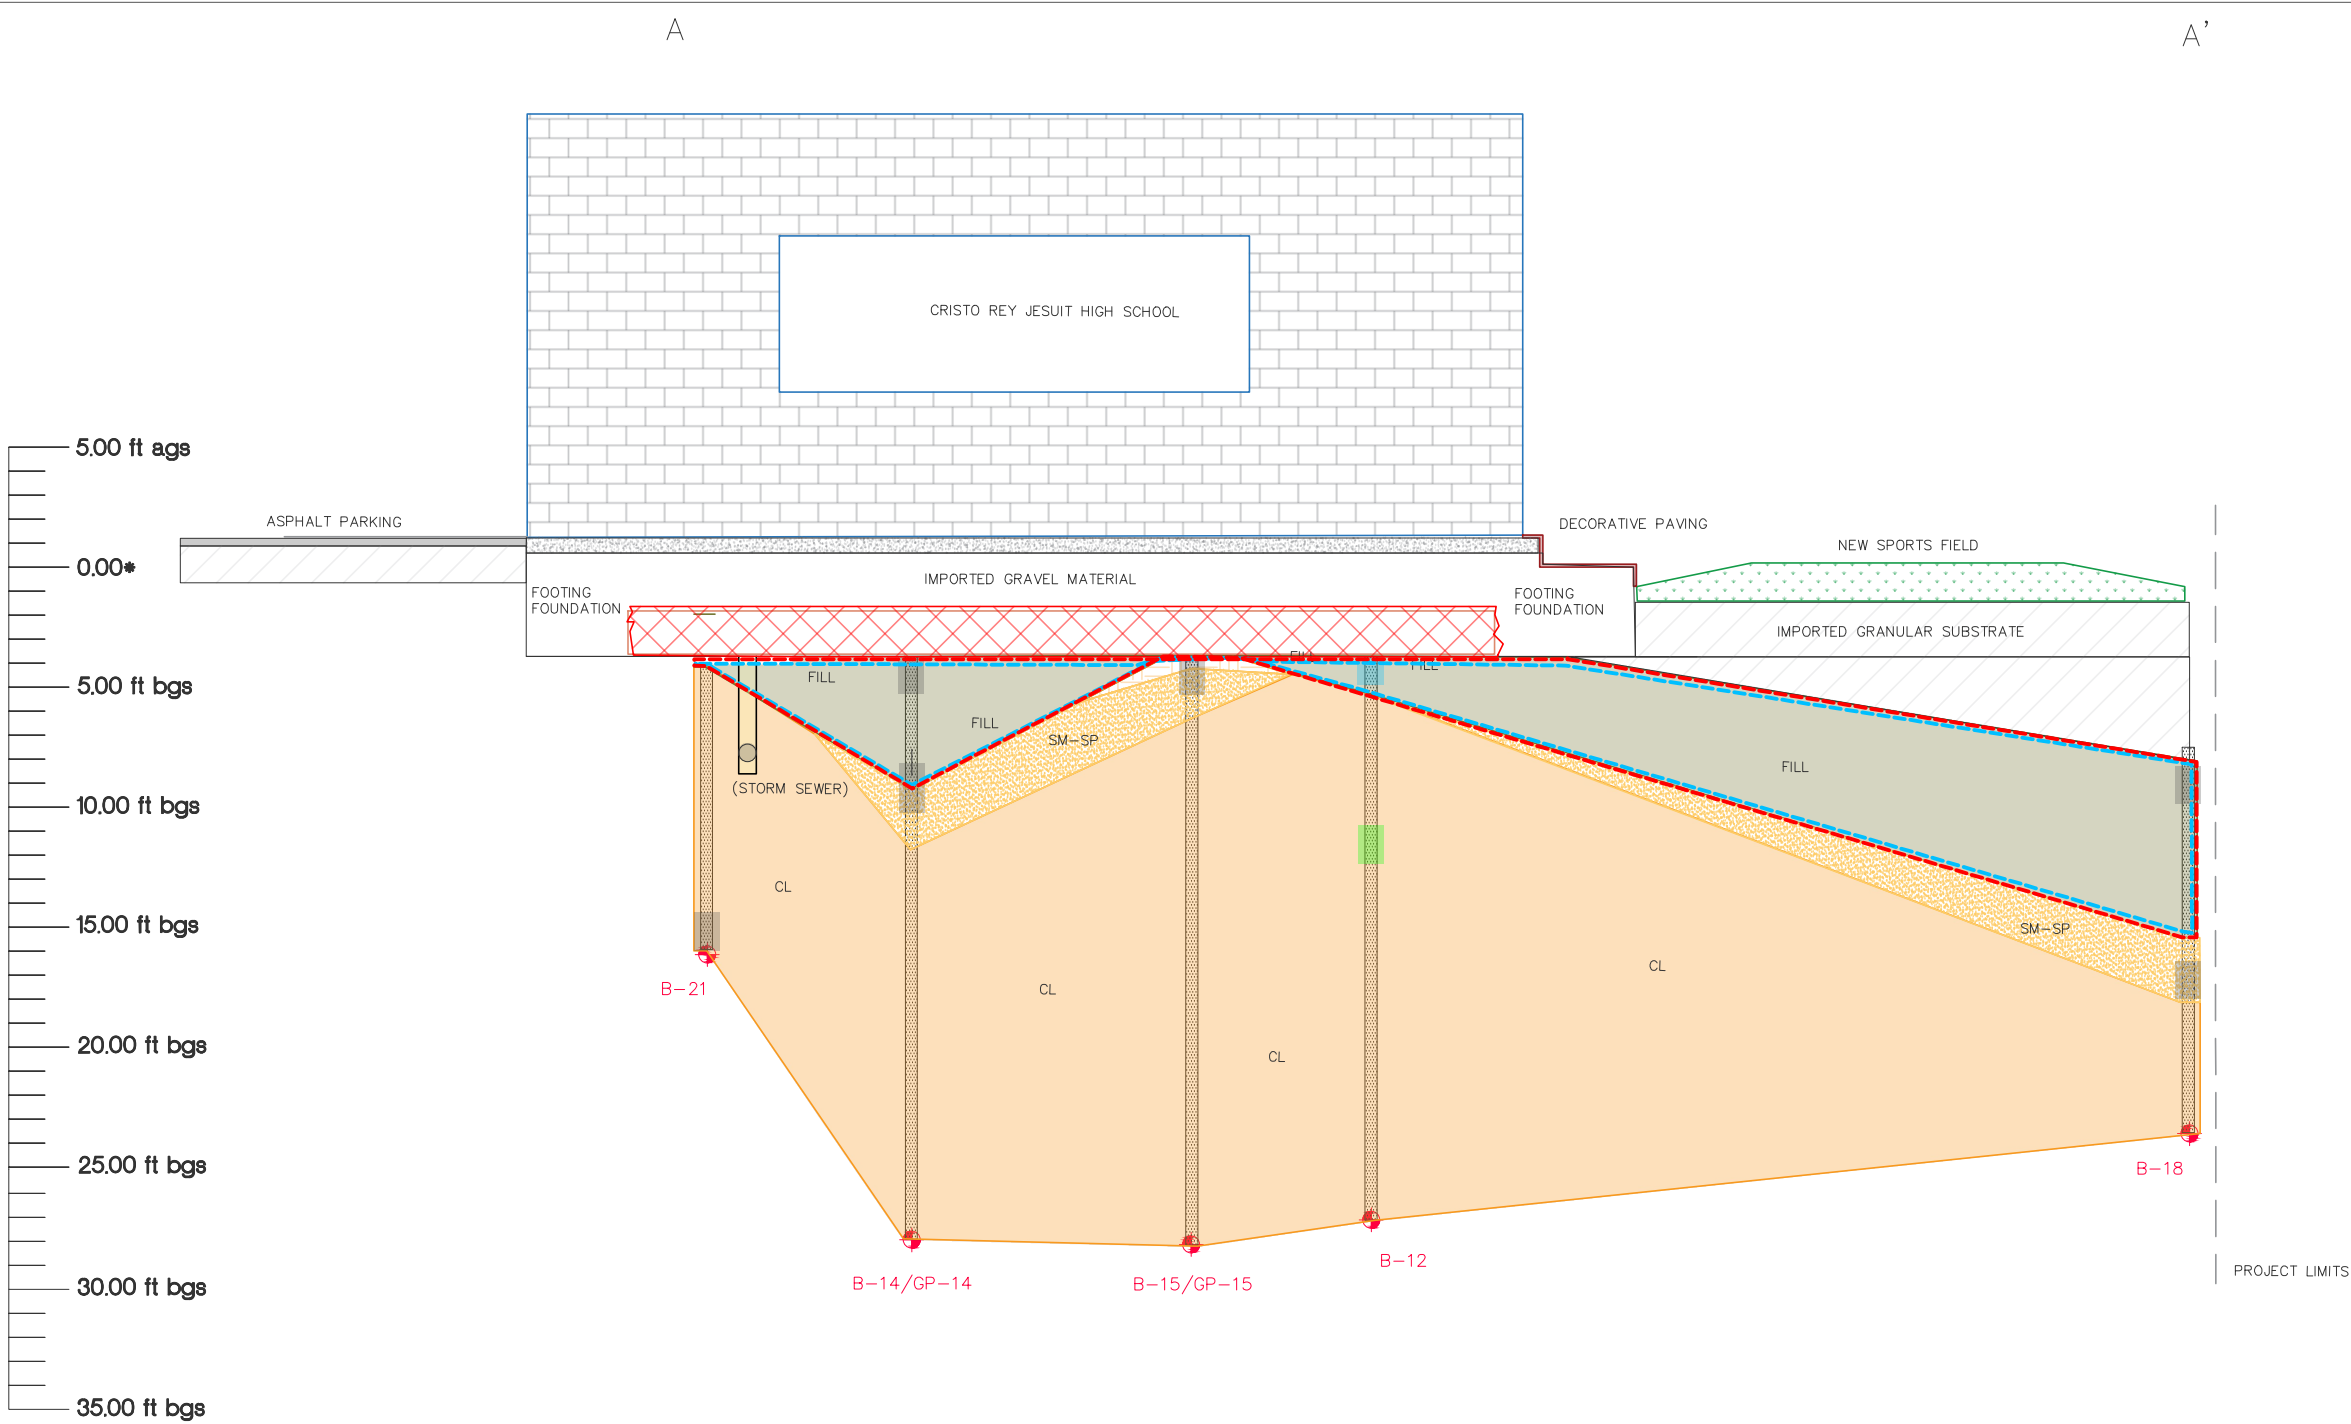 A
A'
CRISTO REY JESUIT HIGH SCHOOL
5.00 ft ags
ASPHALT PARKING
DECORATIVE PAVING
NEW SPORTS FIELD
0.00*
IMPORTED GRAVEL MATERIAL
FOOTING
FOUNDATION
FOOTING
FOUNDATION
IMPORTED GRANULAR SUBSTRATE
FILL
FILL
5.00 ft bgs
FILL
FILL
SM-SP
FILL
(STORM SEWER)
10.00 ft bgs
CL
15.00 ft bgs
SM-SP
CL
B-21
CL
20.00 ft bgs
CL
25.00 ft bgs
B-18
B-12
PROJECT LIMITS
B-14/GP-14
B-15/GP-15
30.00 ft bgs
35.00 ft bgs